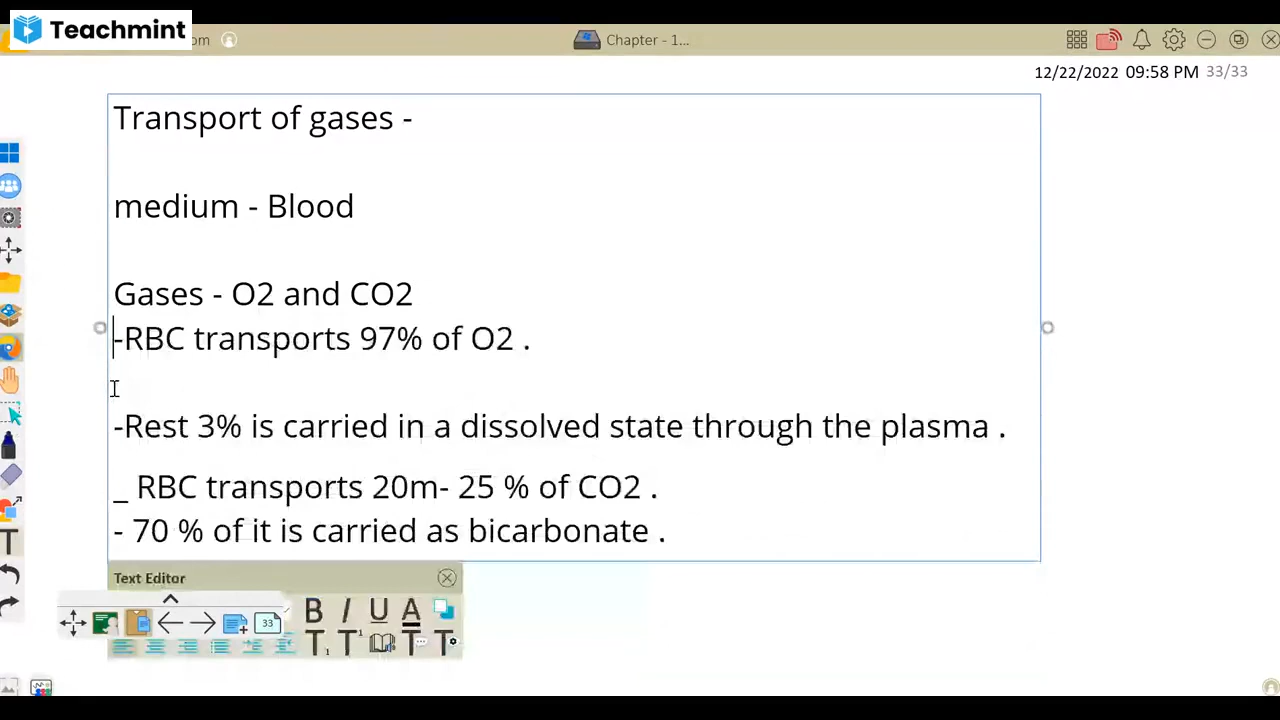 Teachmint
om
Chapter - 1...
12/22/2022 09:58 PM 33/33
Transport of gases -
medium - Blood
Gases - O2 and CO2
-RBC transports 97% of O2 .
-Rest 3% is carried in a dissolved state through the plasma .
_ RBC transports 20m- 25 % of CO2 .
- 70 % of it is carried as bicarbonate .
Text Editor
B I U A
33